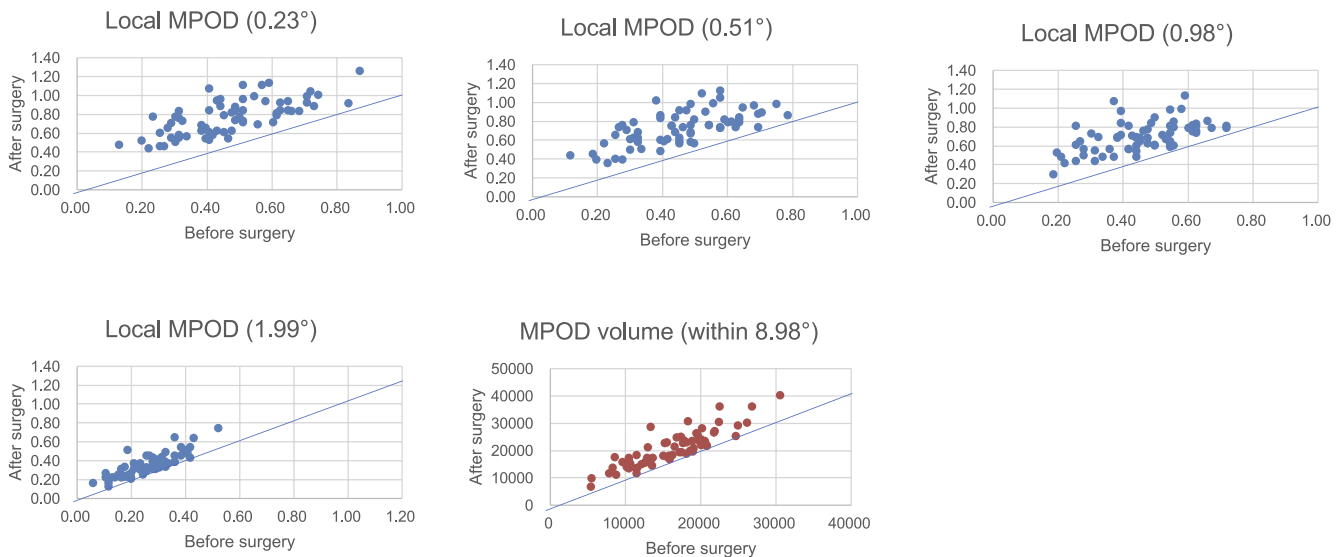 Local MPOD (0.23°)
After surgery
1.40
1.20
1.00
0.80
0.60
0.40
0.20
0.00
0.00 0.20 0.40 0.60 0.80 1.00
Before surgery
Local MPOD (0.51°)
After surgery
1.40
1.20
1.00
0.80
0.60
0.40
0.20
0.00
0.00 0.20 0.40 0.60 0.80 1.00
Before surgery
Local MPOD (0.98°)
After surgery
1.40
1.20
1.00
0.80
0.60
0.40
0.20
0.00
0.00 0.20 0.40 0.60 0.80 1.00
Before surgery
Local MPOD (1.99°)
After surgery
1.40
1.20
1.00
0.80
0.60
0.40
0.20
0.00
0.00 0.20 0.40 0.60 0.80 1.00 1.20
Before surgery
MPOD volume (within 8.98°)
After surgery
50000
40000
30000
20000
10000
0
0 10000 20000 30000 40000
Before surgery